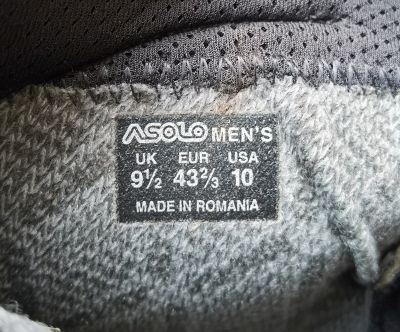 ASOLO MEN'S
UK EUR USA
9½ 43⅔ 10
MADE IN ROMANIA